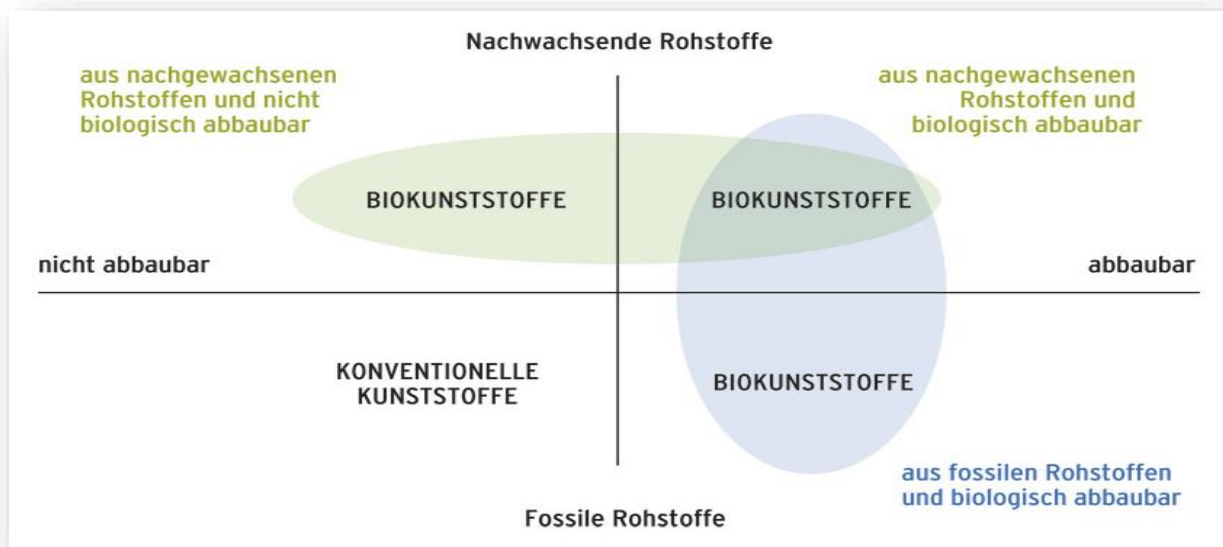 Nachwachsende Rohstoffe
aus nachgewachsenen
Rohstoffen und nicht
biologisch abbaubar
aus nachgewachsenen
Rohstoffen und
biologisch abbaubar
BIOKUNSTSTOFFE
BIOKUNSTSTOFFE
nicht abbaubar
abbaubar
KONVENTIONELLE
KUNSTSTOFFE
BIOKUNSTSTOFFE
aus fossilen Rohstoffen
und biologisch abbaubar
Fossile Rohstoffe